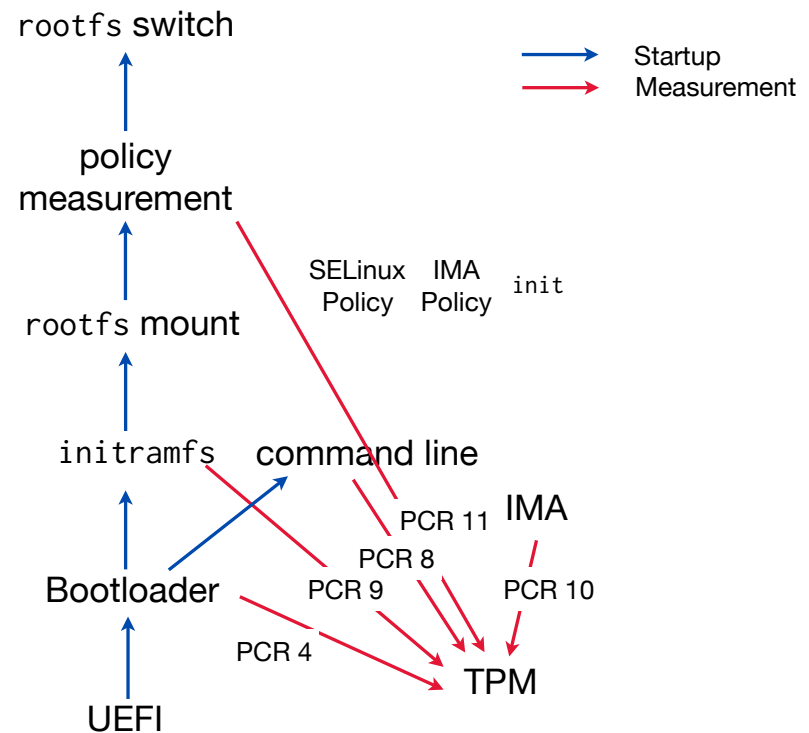 rootfs switch
Startup
Measurement
policy
measurement
SELinux
Policy
IMA
Policy
init
rootfs mount
initramfs
command line
PCR 11
IMA
PCR 8
PCR 9
PCR 10
Bootloader
PCR 4
TPM
UEFI